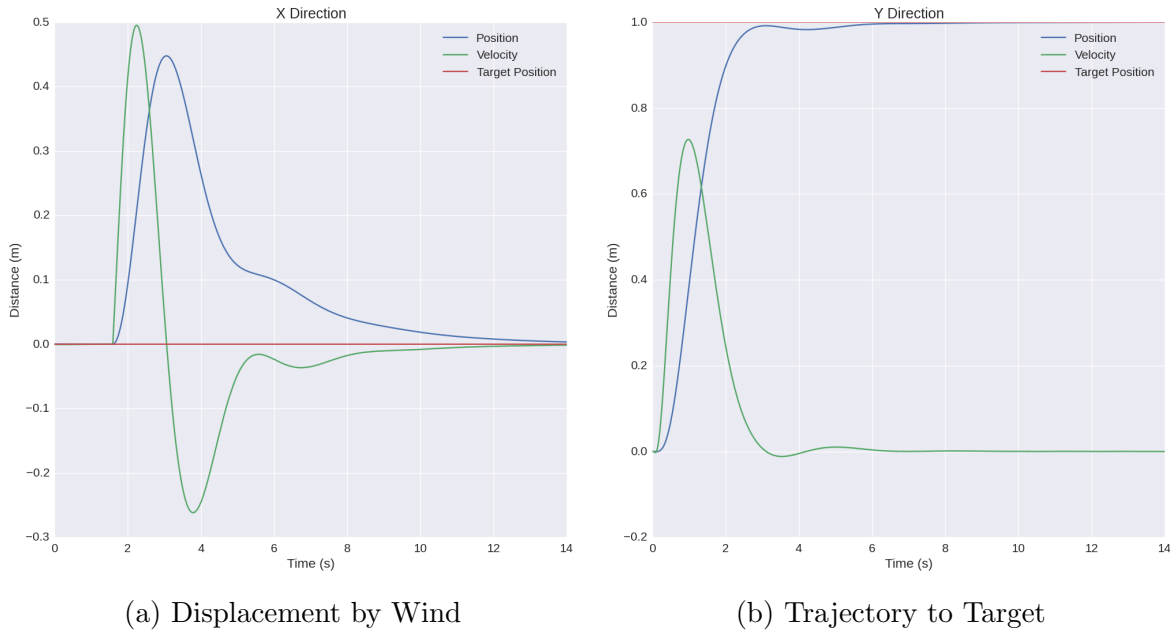 X Direction
0.5
0.4
0.3
0.2
0.1
0.0
−0.1
−0.2
−0.3
Distance (m)
Position
Velocity
Target Position
0 2 4 6 8 10 12 14
Time (s)
(a) Displacement by Wind
Y Direction
1.0
0.8
0.6
0.4
0.2
0.0
−0.2
Distance (m)
Position
Velocity
Target Position
0 2 4 6 8 10 12 14
Time (s)
(b) Trajectory to Target